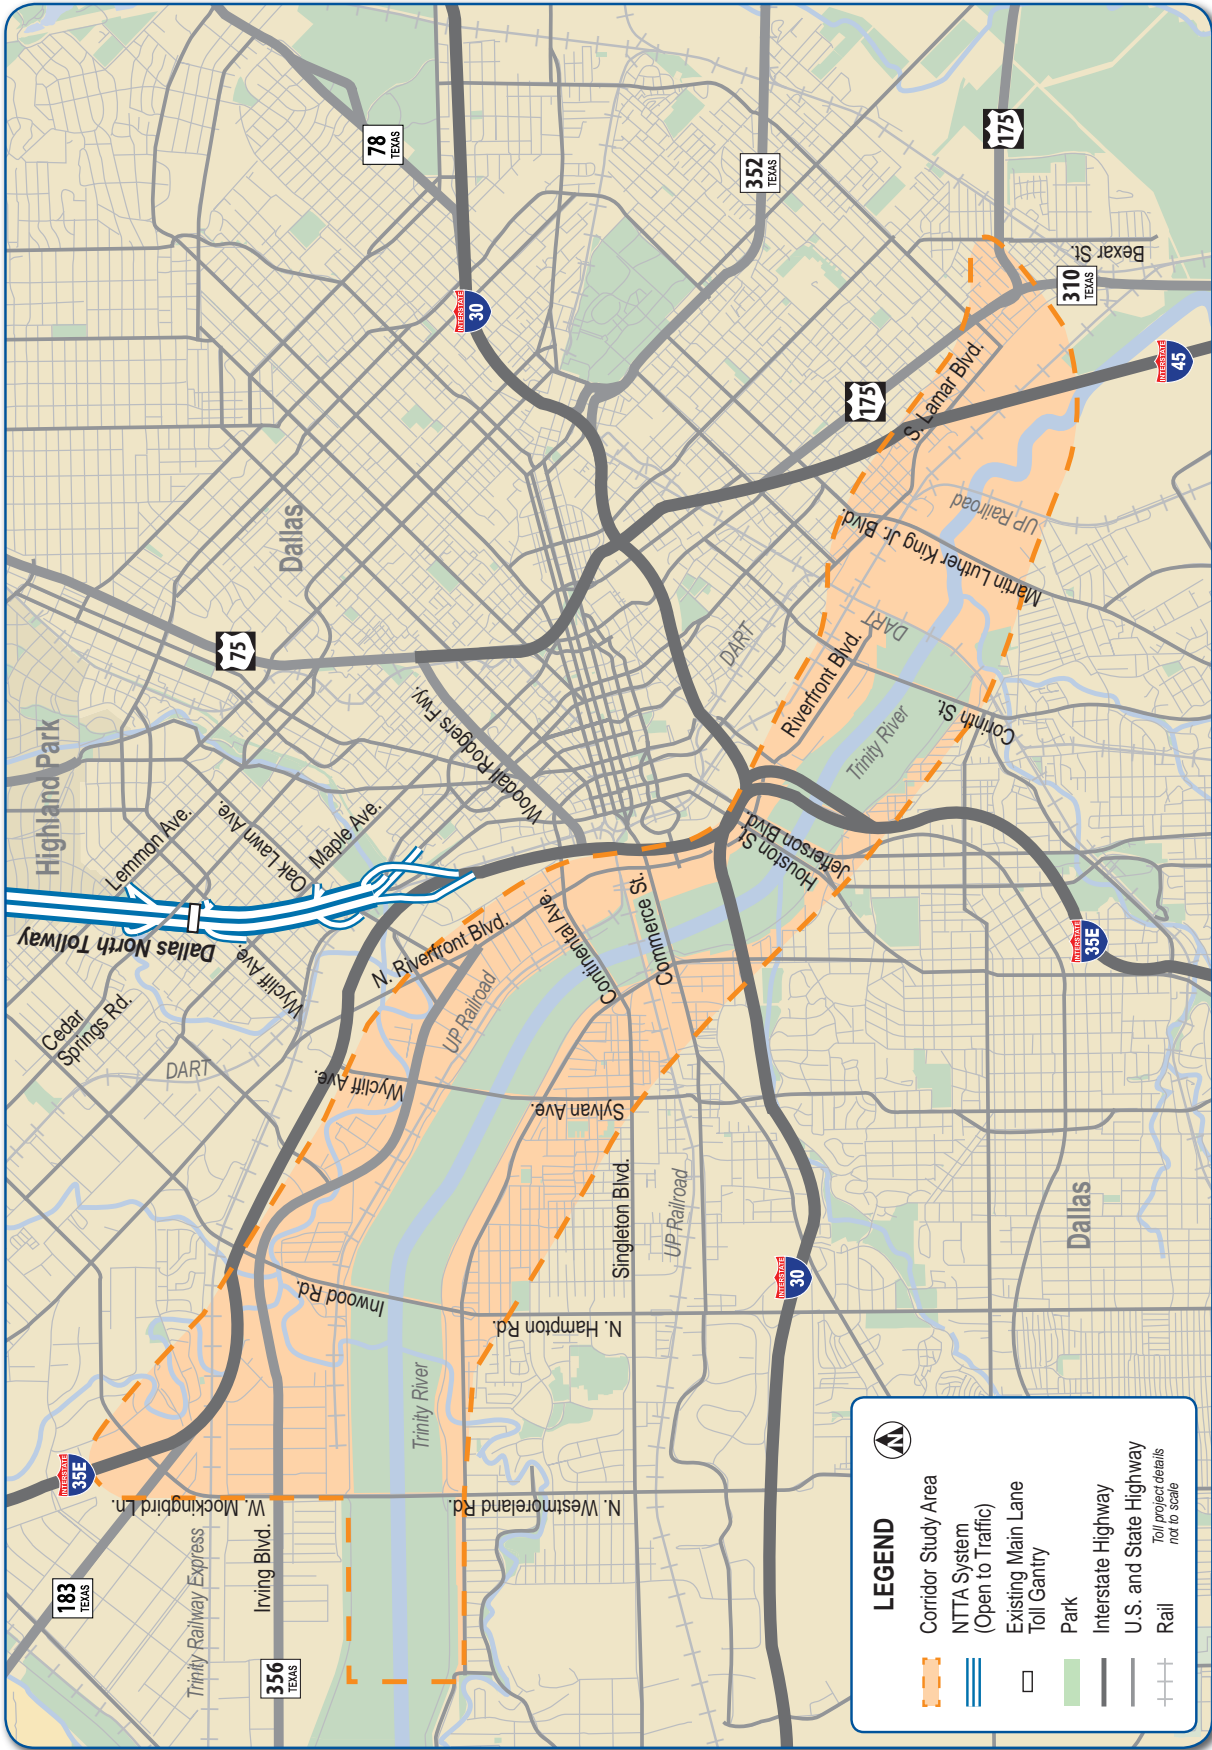 183
TEXAS
INTERSTATE
35E
W. Mockingbird Ln.
Trinity Railway Express
Irving Blvd.
356
TEXAS
Cedar
Springs Rd.
DART
Wycliff Ave.
Dallas North Tollway
Lemmon Ave.
Oak Lawn Ave.
Maple Ave.
Highland Park
75
Dallas
78
TEXAS
INTERSTATE
30
352
TEXAS
175
Bexar St.
310
TEXAS
INTERSTATE
45
175
S. Lamar Blvd.
UP Railroad
Martin Luther King Jr. Blvd.
DART
DART
Riverfront Blvd.
Trinity River
Corinth St.
Woodall Rodgers Fwy.
N. Riverfront Blvd.
UP Railroad
Wycliff Ave.
Continental Ave.
Commerce St.
Houston St.
Jefferson Blvd.
INTERSTATE
35E
Sylvan Ave.
Singleton Blvd.
UP Railroad
Inwood Rd.
N. Hampton Rd.
Trinity River
N. Westmoreland Rd.
INTERSTATE
30
Dallas
LEGEND
Corridor Study Area
NTTA System
(Open to Traffic)
Existing Main Lane
Toll Gantry
Park
Interstate Highway
U.S. and State Highway
Rail
Toll project details
not to scale